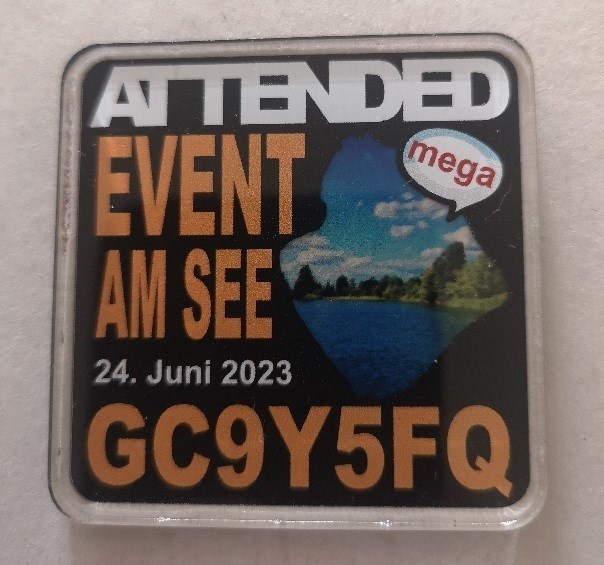 ATTENDED
EVENT
mega
AM SEE
24. Juni 2023
GC9Y5FQ